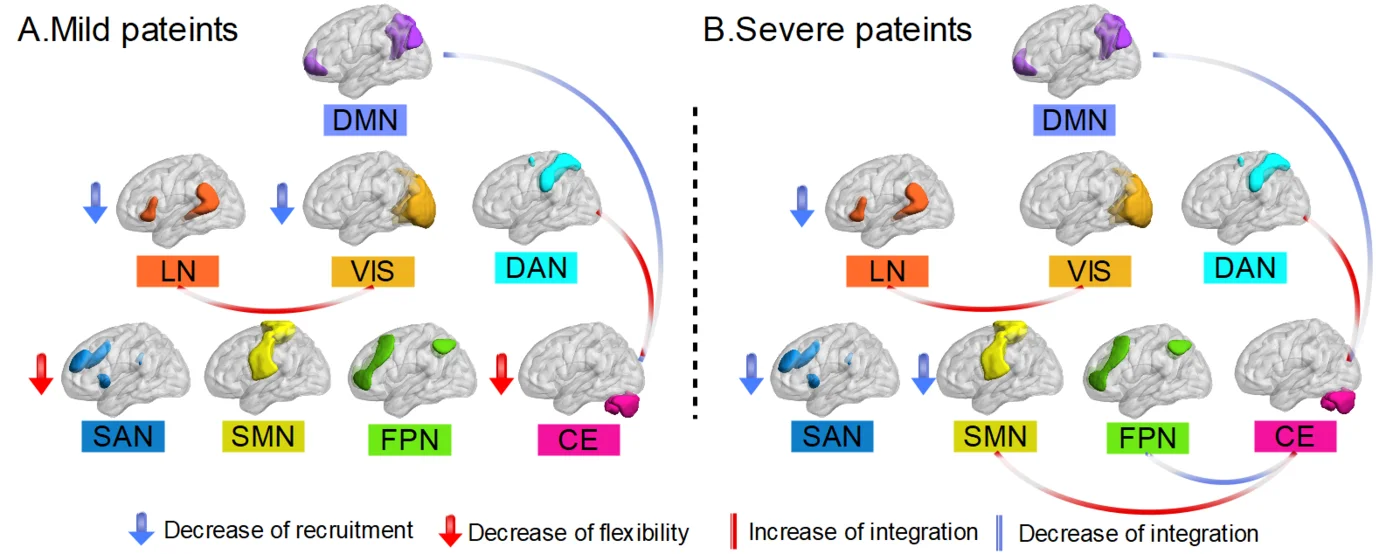 A.Mild pateints
B.Severe pateints
DMN
DMN
LN
VIS
DAN
LN
VIS
DAN
SAN
SMN
FPN
CE
SAN
SMN
FPN
CE
Decrease of recruitment
Decrease of flexibility
Increase of integration
Decrease of integration